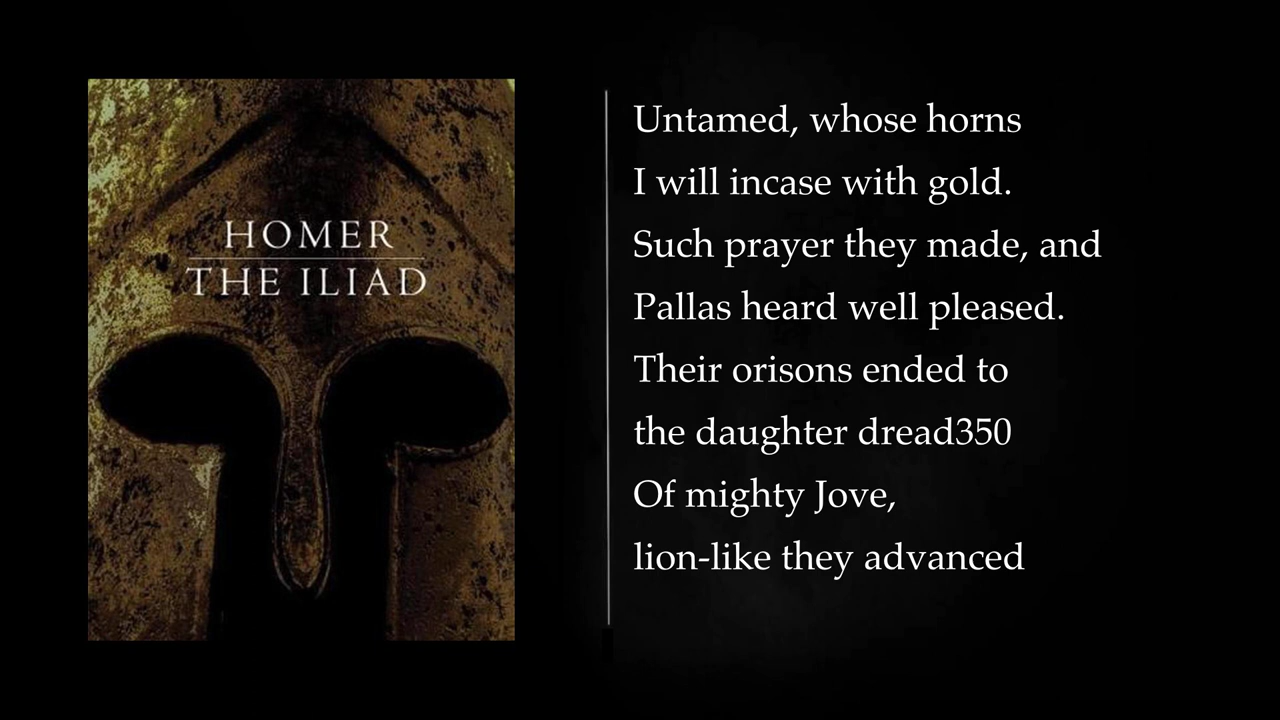 HOMER
THE ILIAD
Untamed, whose horns
I will incase with gold.
Such prayer they made, and
Pallas heard well pleased.
Their orisons ended to
the daughter dread350
Of mighty Jove,
lion-like they advanced